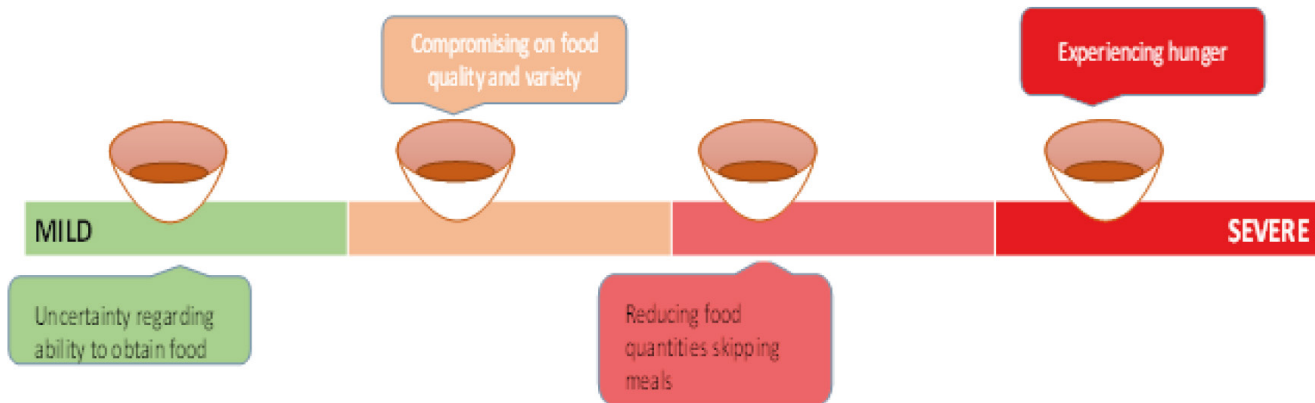 Compromising on food
quality and variety
Experiencing hunger
MILD
SEVERE
Uncertainty regarding
ability to obtain food
Reducing food
quantities skipping
meals